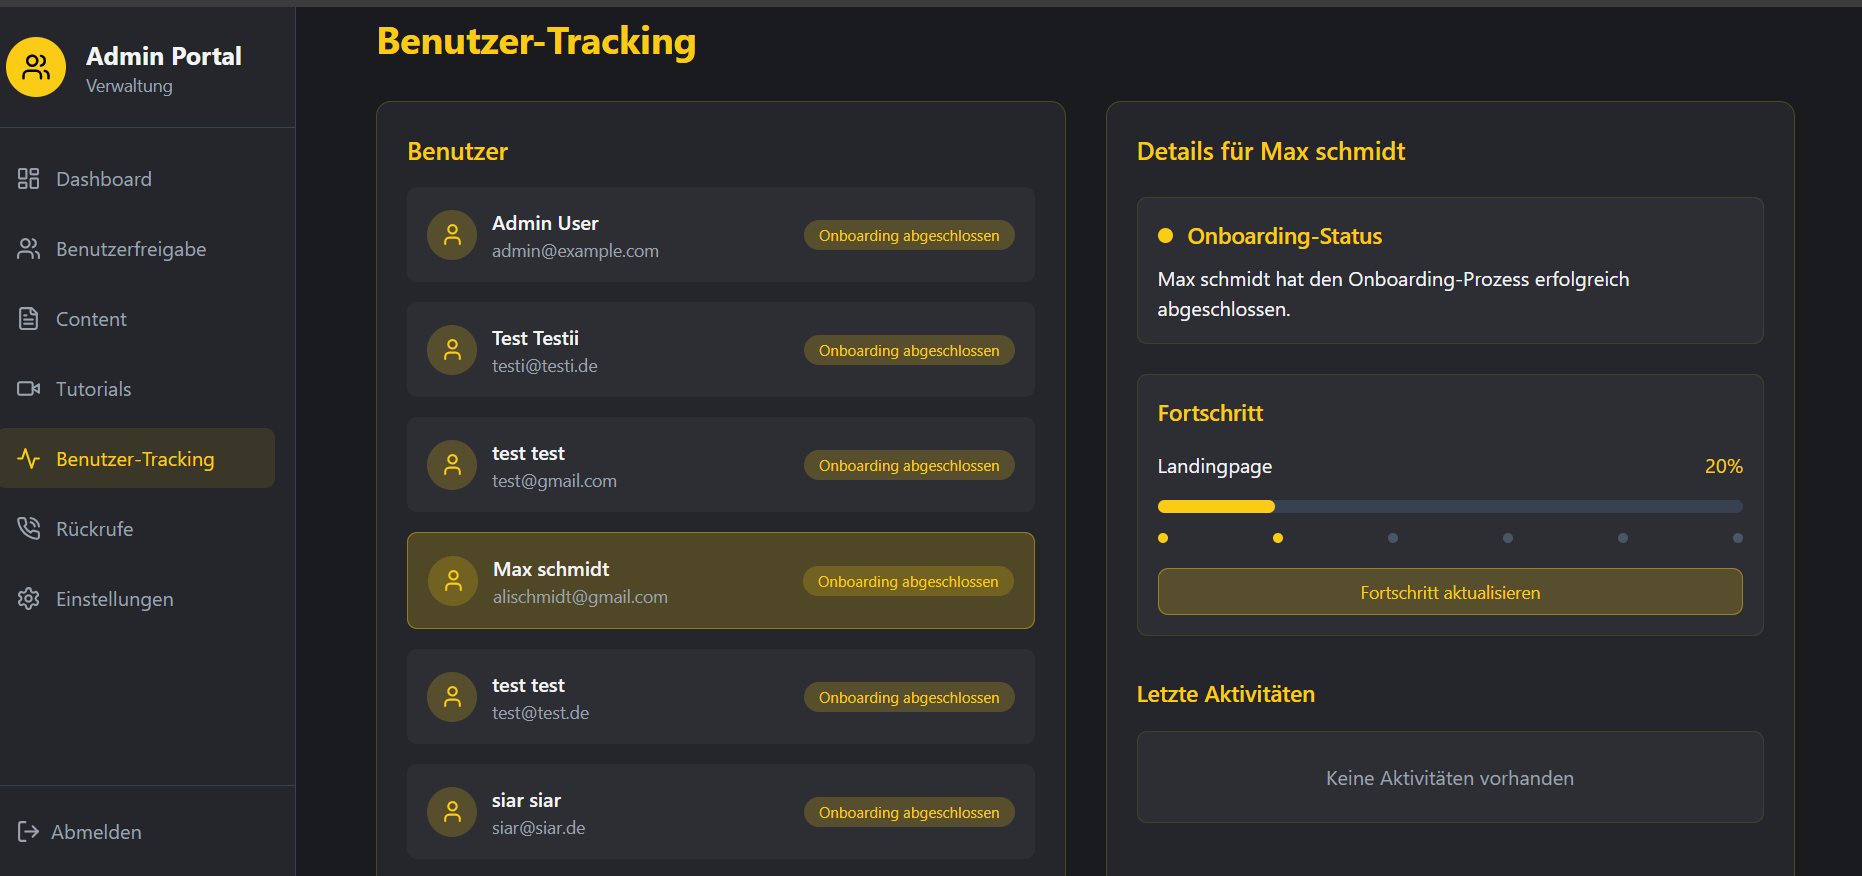 Admin Portal
Verwaltung
Dashboard
Benutzerfreigabe
Content
Tutorials
Benutzer-Tracking
Rückrufe
Einstellungen
Abmelden
Benutzer-Tracking
Benutzer
Admin User
admin@example.com
Onboarding abgeschlossen
Test Testii
testi@testi.de
Onboarding abgeschlossen
test test
test@gmail.com
Onboarding abgeschlossen
Max schmidt
alischmidt@gmail.com
Onboarding abgeschlossen
test test
test@test.de
Onboarding abgeschlossen
siar siar
siar@siar.de
Onboarding abgeschlossen
Details für Max schmidt
Onboarding-Status
Max schmidt hat den Onboarding-Prozess erfolgreich
abgeschlossen.
Fortschritt
Landingpage 20%
Fortschritt aktualisieren
Letzte Aktivitäten
Keine Aktivitäten vorhanden